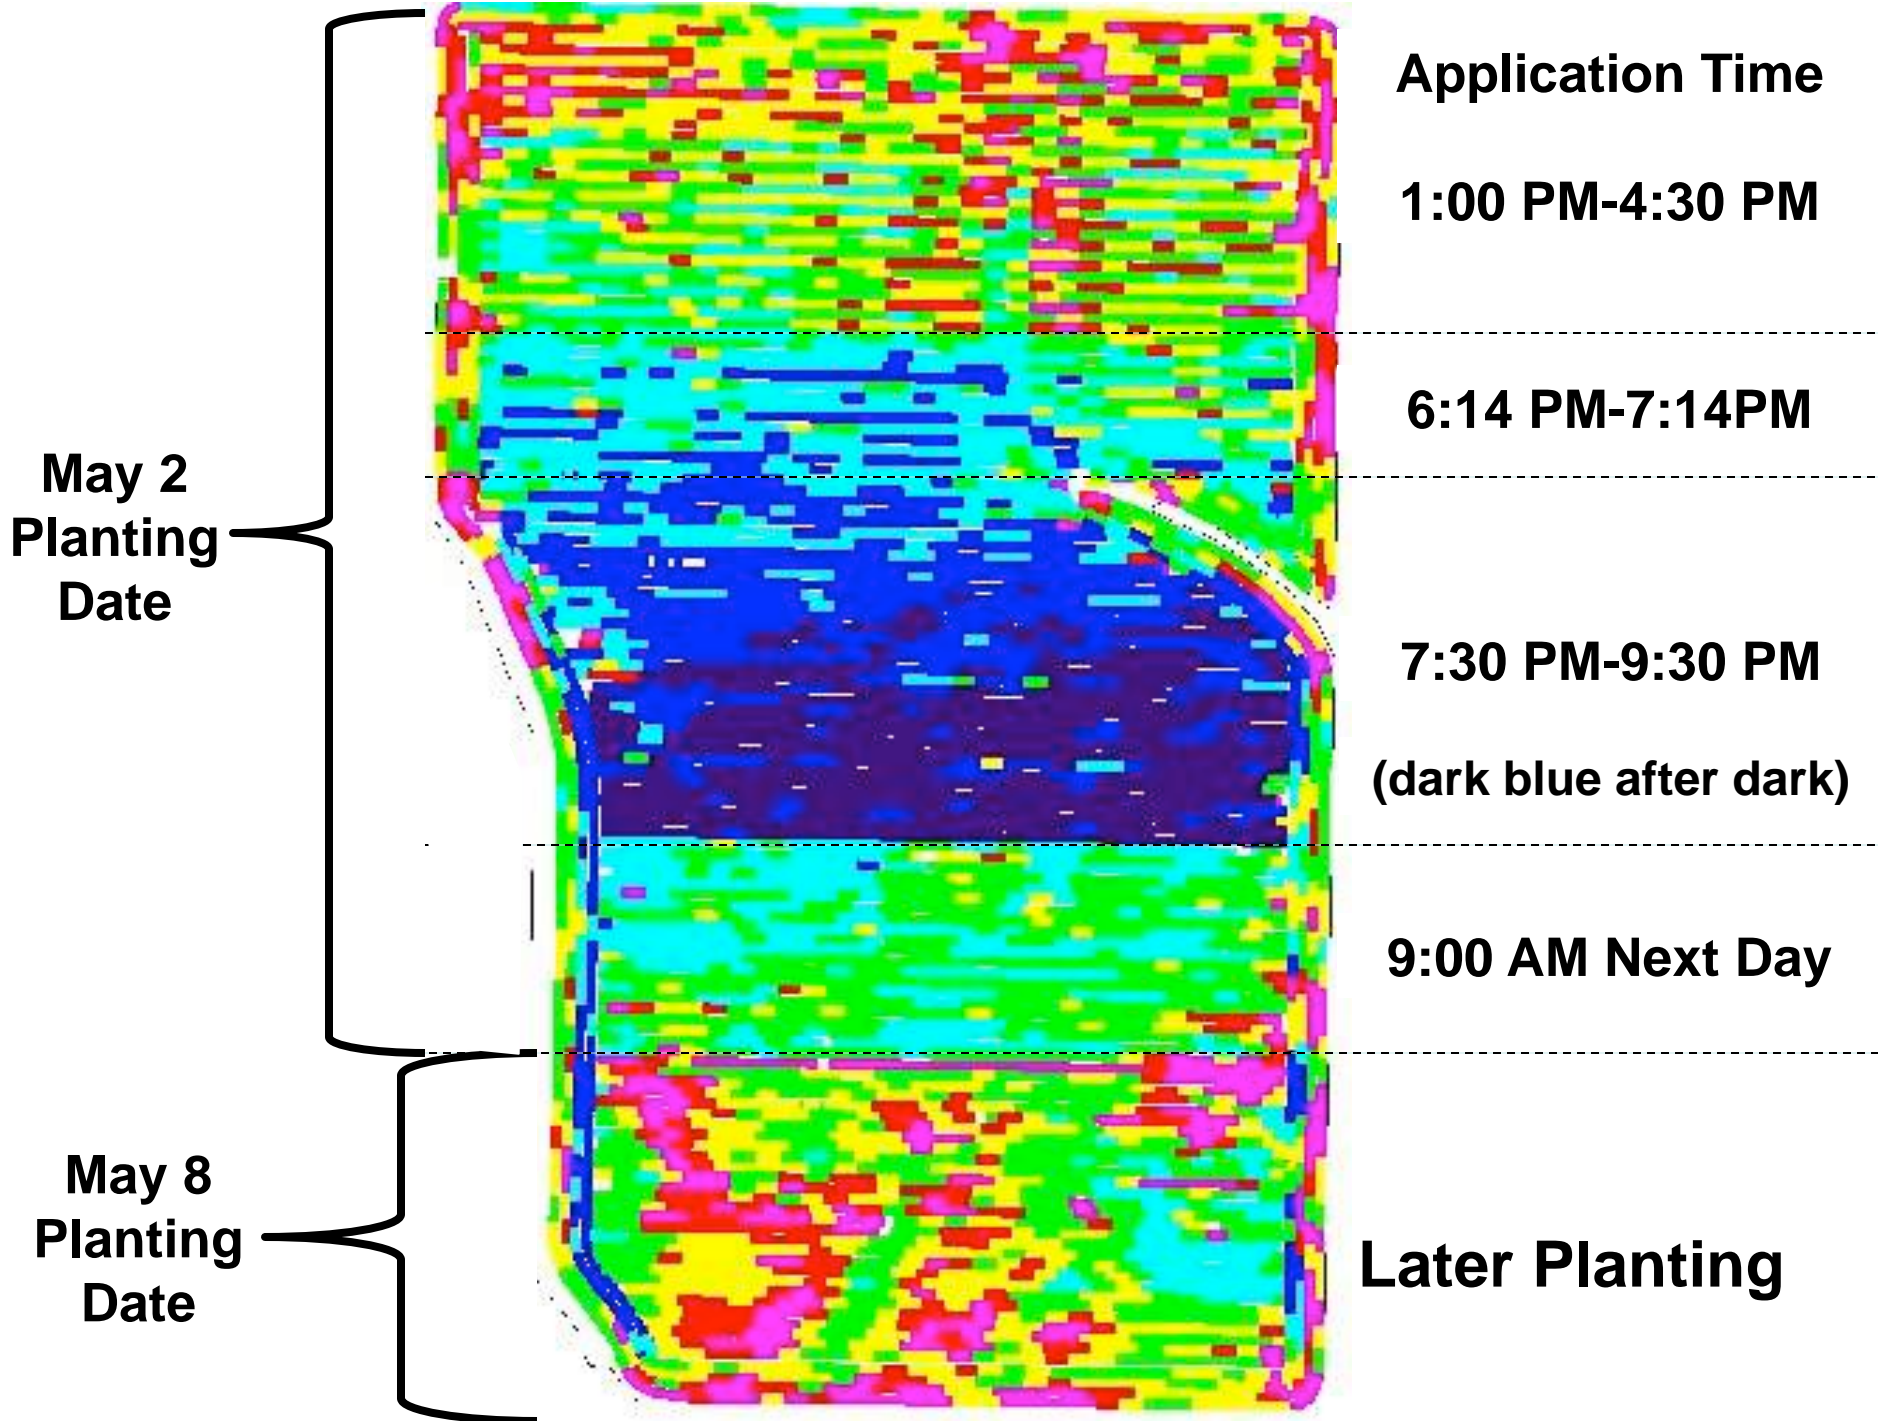 Application Time
1:00 PM-4:30 PM
6:14 PM-7:14PM
May 2
Planting
Date
7:30 PM-9:30 PM
(dark blue after dark)
9:00 AM Next Day
May 8
Planting
Date
Later Planting